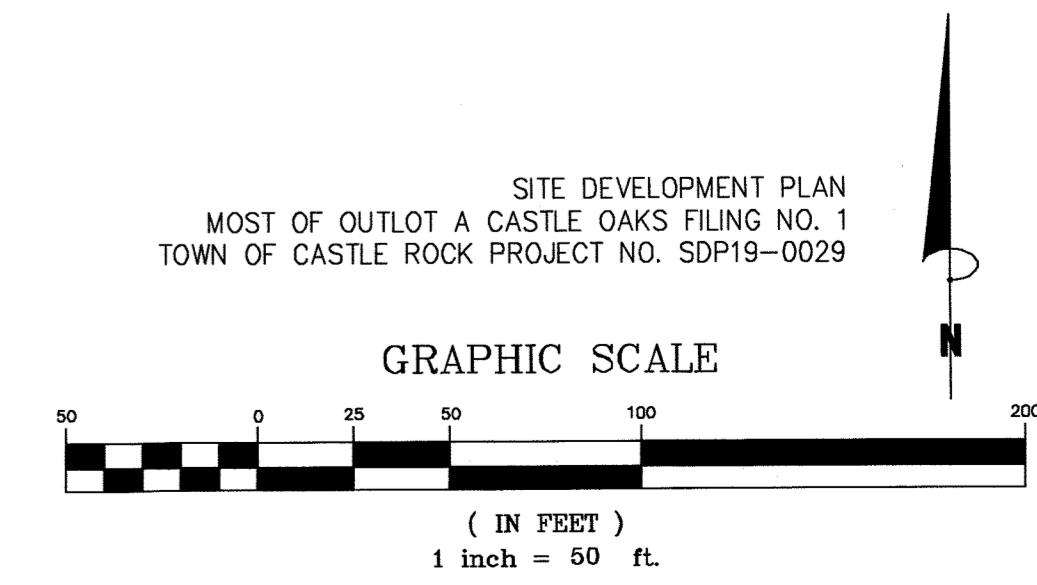 SITE DEVELOPMENT PLAN
MOST OF OUTLOT A CASTLE OAKS FILING NO. 1
TOWN OF CASTLE ROCK PROJECT NO. SDP19-0029
N
GRAPHIC SCALE
50 0 25 50 100 200
( IN FEET )
1 inch = 50 ft.